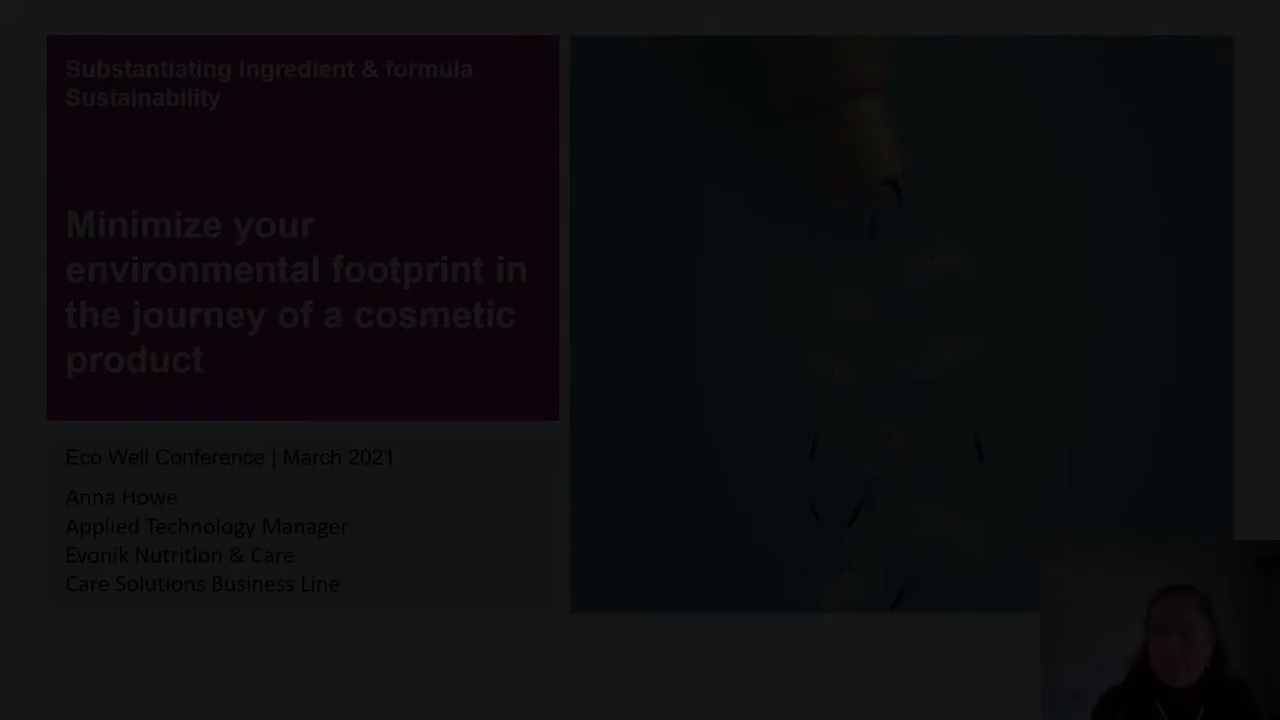 Substantiating Ingredient & formula
Sustainability
Minimize your
environmental footprint in
the journey of a cosmetic
product
Eco Well Conference | March 2021
Anna Howe
Applied Technology Manager
Evonik Nutrition & Care
Care Solutions Business Line